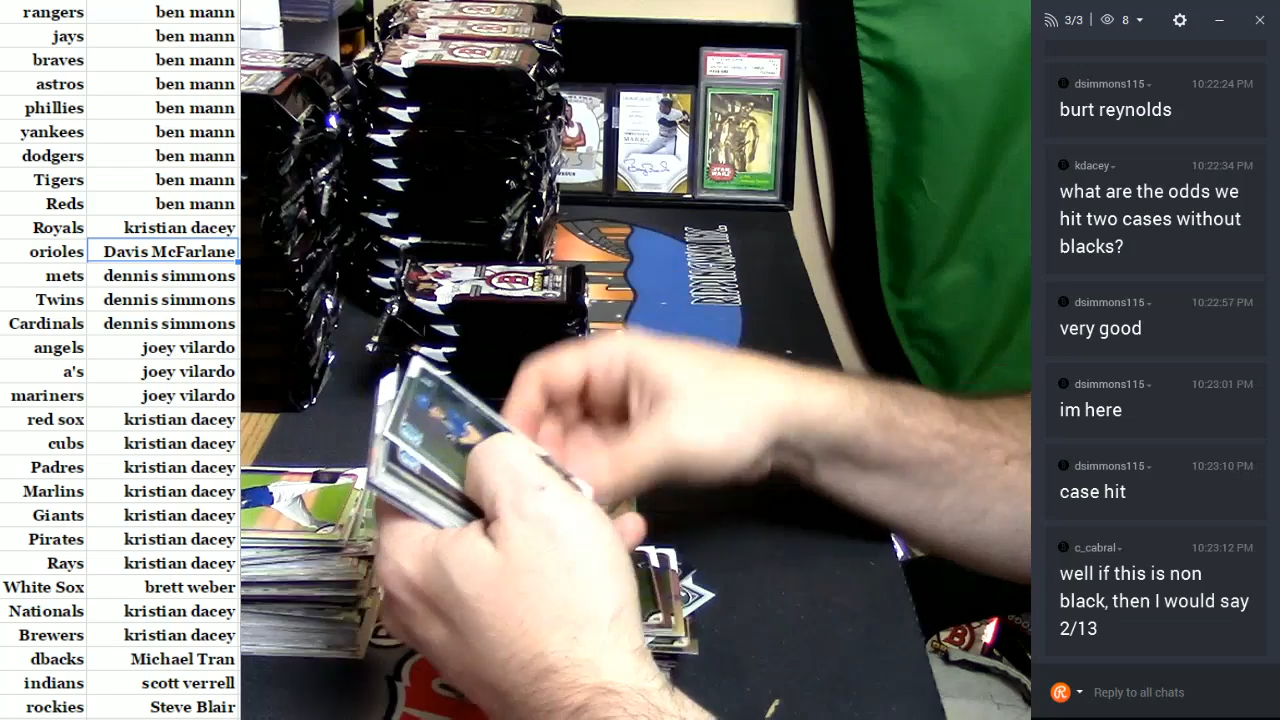 rangers ben mann
jays ben mann
braves ben mann
astros ben mann
phillies ben mann
yankees ben mann
dodgers ben mann
Tigers ben mann
Reds ben mann
Royals kristian dacey
orioles Davis McFarlane
mets dennis simmons
Twins dennis simmons
Cardinals dennis simmons
angels joey vilardo
a's joey vilardo
mariners joey vilardo
red sox kristian dacey
cubs kristian dacey
Padres kristian dacey
Marlins kristian dacey
Giants kristian dacey
Pirates kristian dacey
Rays kristian dacey
White Sox brett weber
Nationals kristian dacey
Brewers kristian dacey
dbacks Michael Tran
indians scott verrell
rockies Steve Blair
STAR WARS
3/3 8
dsimmons115 10:22:24 PM
burt reynolds
kdacey 10:22:34 PM
what are the odds we
hit two cases without
blacks?
dsimmons115 10:22:57 PM
very good
dsimmons115 10:23:01 PM
im here
dsimmons115 10:23:10 PM
case hit
c_cabral 10:23:12 PM
well if this is non
black, then I would say
2/13
Reply to all chats